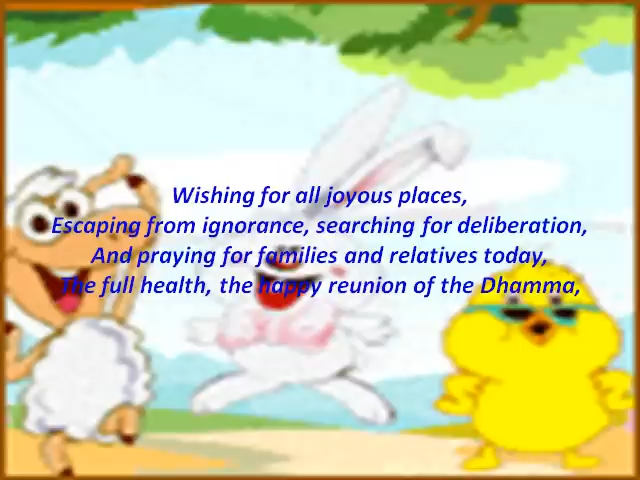 Wishing for all joyous places,
Escaping from ignorance, searching for deliberation,
And praying for families and relatives today,
The full health, the happy reunion of the Dhamma,